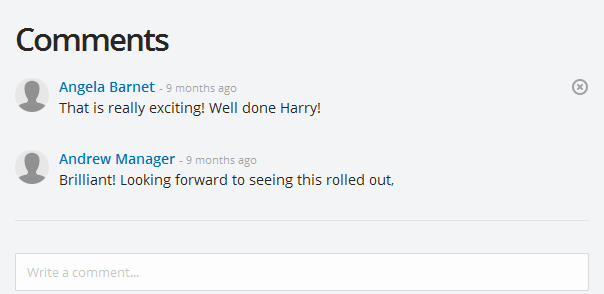 Comments
Angela Barnet - 9 months ago
That is really exciting! Well done Harry!
Andrew Manager - 9 months ago
Brilliant! Looking forward to seeing this rolled out,
Write a comment...